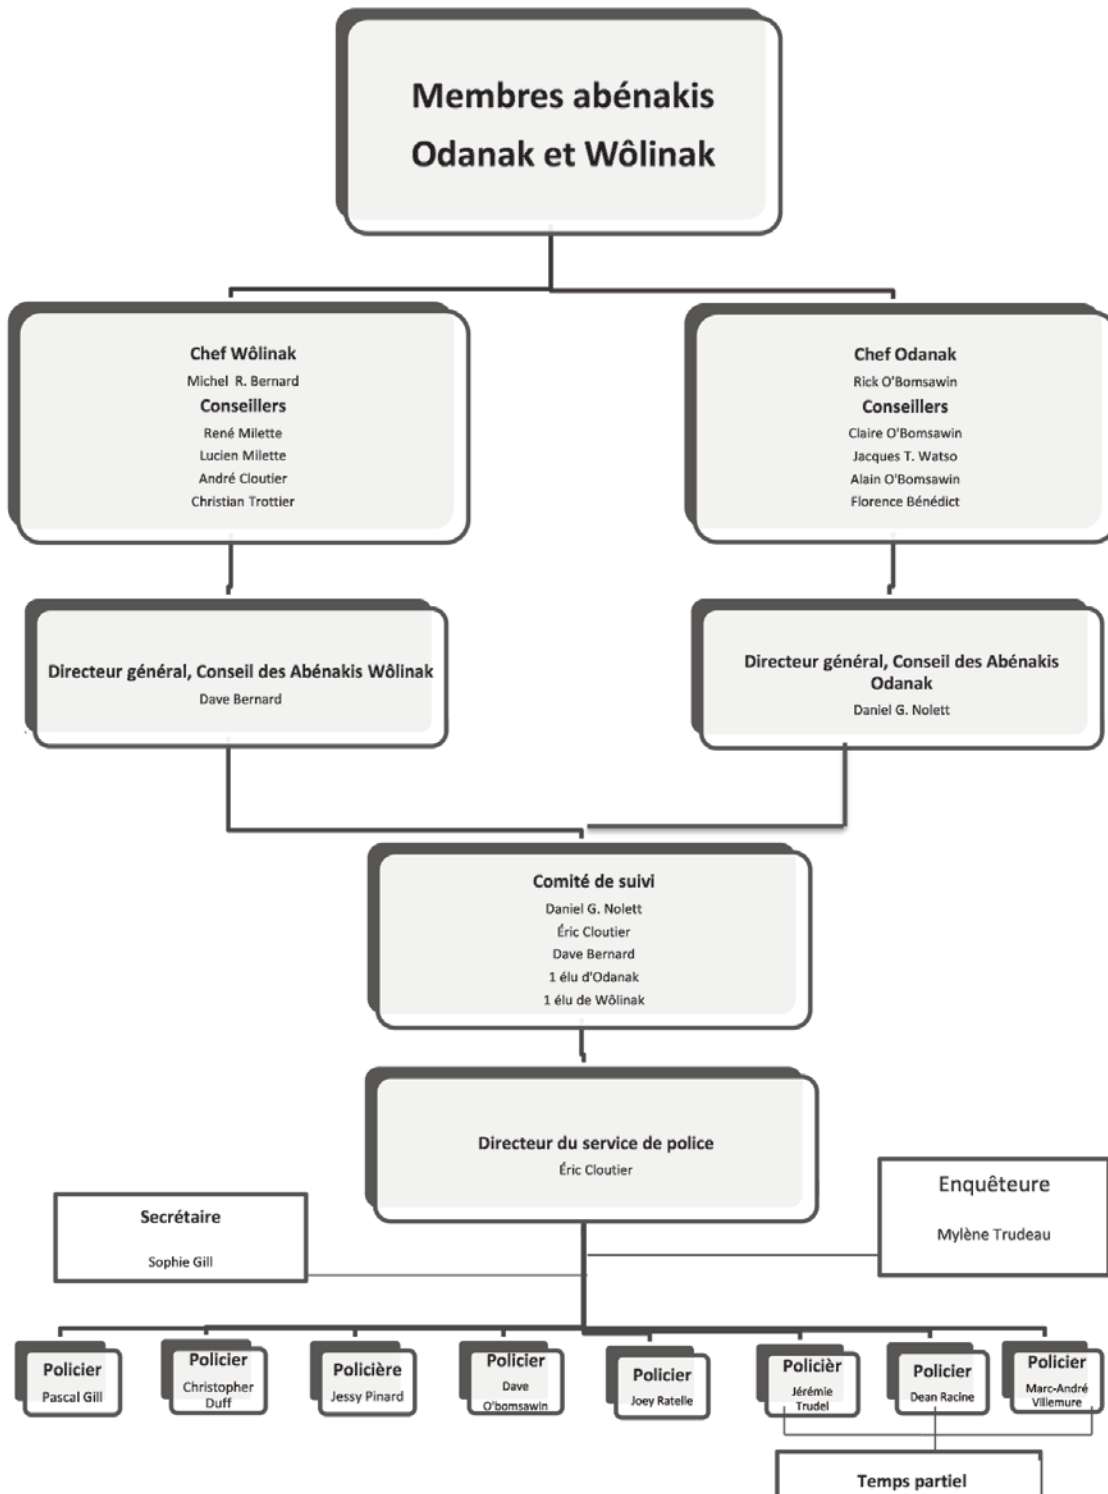 Membres abénakis
Odanak et Wôlinak
Chef Wôlinak
Michel R. Bernard
Conseillers
René Milette
Lucien Milette
André Cloutier
Christian Trottier
Chef Odanak
Rick O'Bomsawin
Conseillers
Claire O'Bomsawin
Jacques T. Watso
Alain O'Bomsawin
Florence Bénédict
Directeur général, Conseil des Abénakis Wôlinak
Dave Bernard
Directeur général, Conseil des Abénakis
Odanak
Daniel G. Nolett
Comité de suivi
Daniel G. Nolett
Éric Cloutier
Dave Bernard
1 élu d'Odanak
1 élu de Wôlinak
Directeur du service de police
Éric Cloutier
Secrétaire
Sophie Gill
Enquêteure
Mylène Trudeau
Policier
Pascal Gill
Policier
Christopher
Duff
Policière
Jessy Pinard
Policier
Dave
O'bomsawin
Policier
Joey Ratelle
Policièr
Jérémie
Trudel
Policier
Dean Racine
Policier
Marc-André
Villemure
Temps partiel